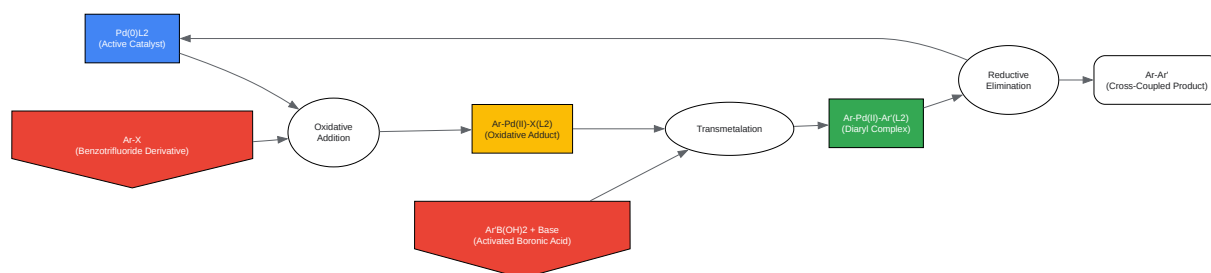 Pd(0)L2
(Active Catalyst)
Ar-X
(Benzotrifluoride Derivative)
Oxidative
Addition
Ar-Pd(II)-X(L2)
(Oxidative Adduct)
Ar'B(OH)2 + Base
(Activated Boronic Acid)
Transmetalation
Ar-Pd(II)-Ar'(L2)
(Diaryl Complex)
Reductive
Elimination
Ar-Ar'
(Cross-Coupled Product)